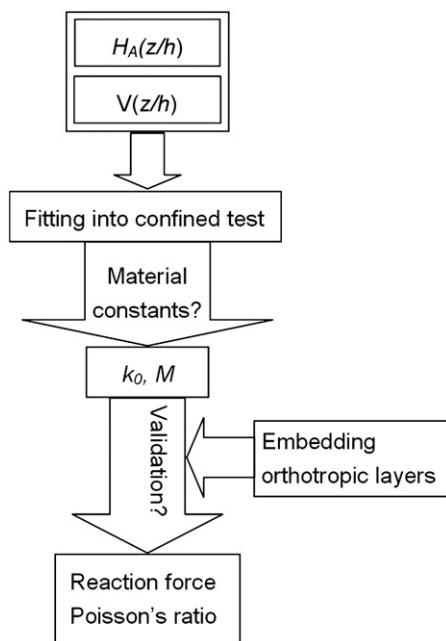 H_A(z/h)
V(z/h)
Fitting into confined test
Material
constants?
k_0, M
Validation?
Embedding
orthotropic layers
Reaction force
Poisson's ratio